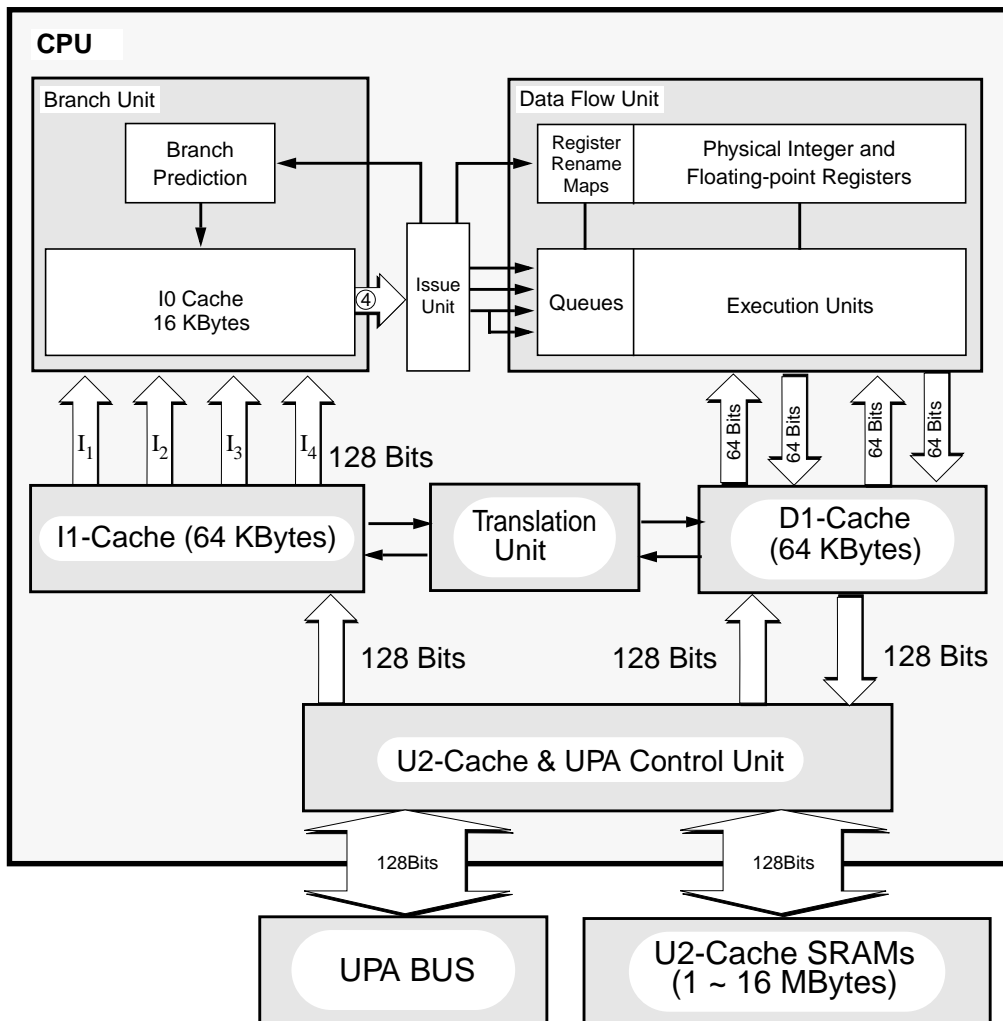 CPU
Branch Unit
Branch
Prediction
I0 Cache
16 KBytes
4
Issue
Unit
Data Flow Unit
Register
Rename
Maps
Physical Integer and
Floating-point Registers
Queues
Execution Units
I1
I2
I3
I4
128 Bits
64 Bits
64 Bits
64 Bits
64 Bits
I1-Cache (64 KBytes)
Translation
Unit
D1-Cache
(64 KBytes)
128 Bits
128 Bits
128 Bits
U2-Cache & UPA Control Unit
128Bits
128Bits
UPA BUS
U2-Cache SRAMs
(1 ~ 16 MBytes)